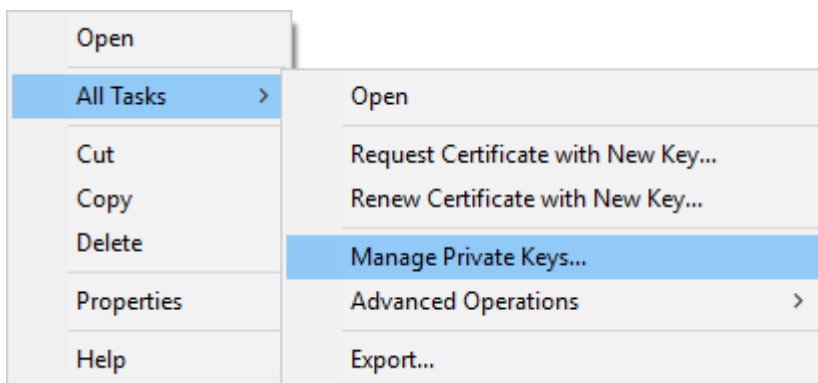 Open
All Tasks >
Cut
Copy
Delete
Properties
Help
Open
Request Certificate with New Key...
Renew Certificate with New Key...
Manage Private Keys...
Advanced Operations >
Export...